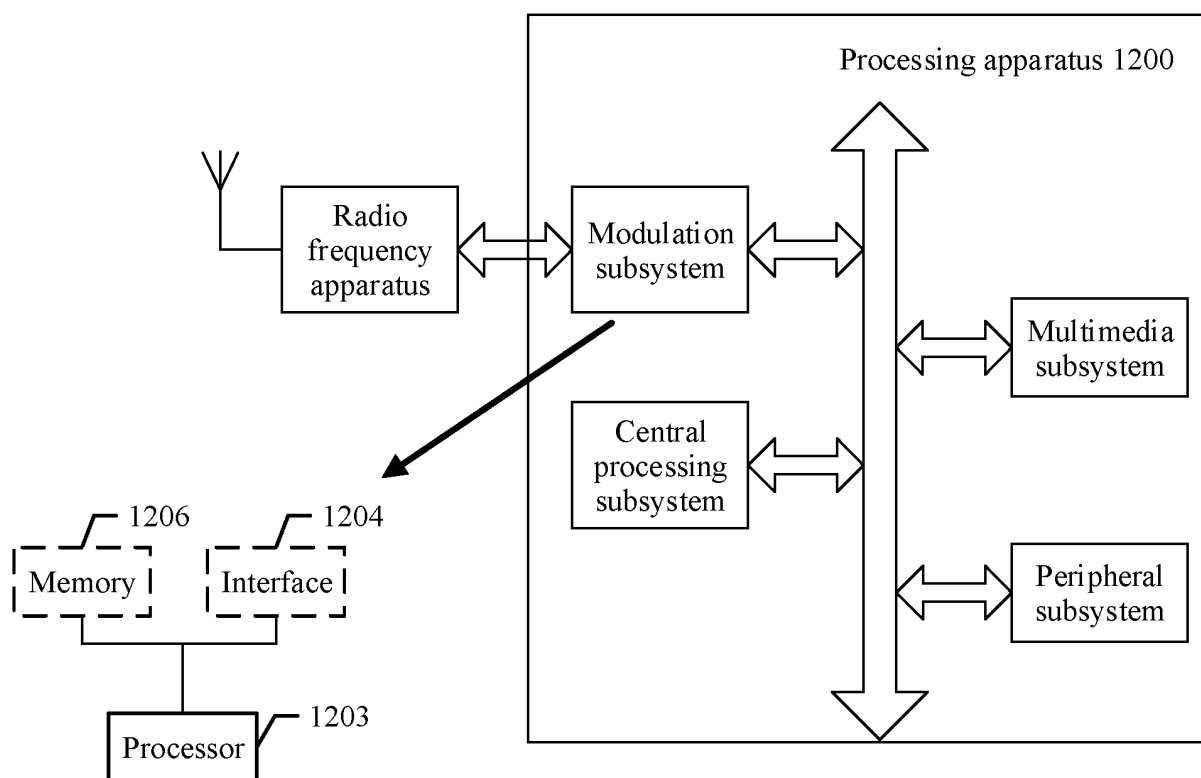 Processing apparatus 1200
Radio
frequency
apparatus
Modulation
subsystem
Multimedia
subsystem
Central
processing
subsystem
1206
1204
Memory
Interface
Peripheral
subsystem
1203
Processor